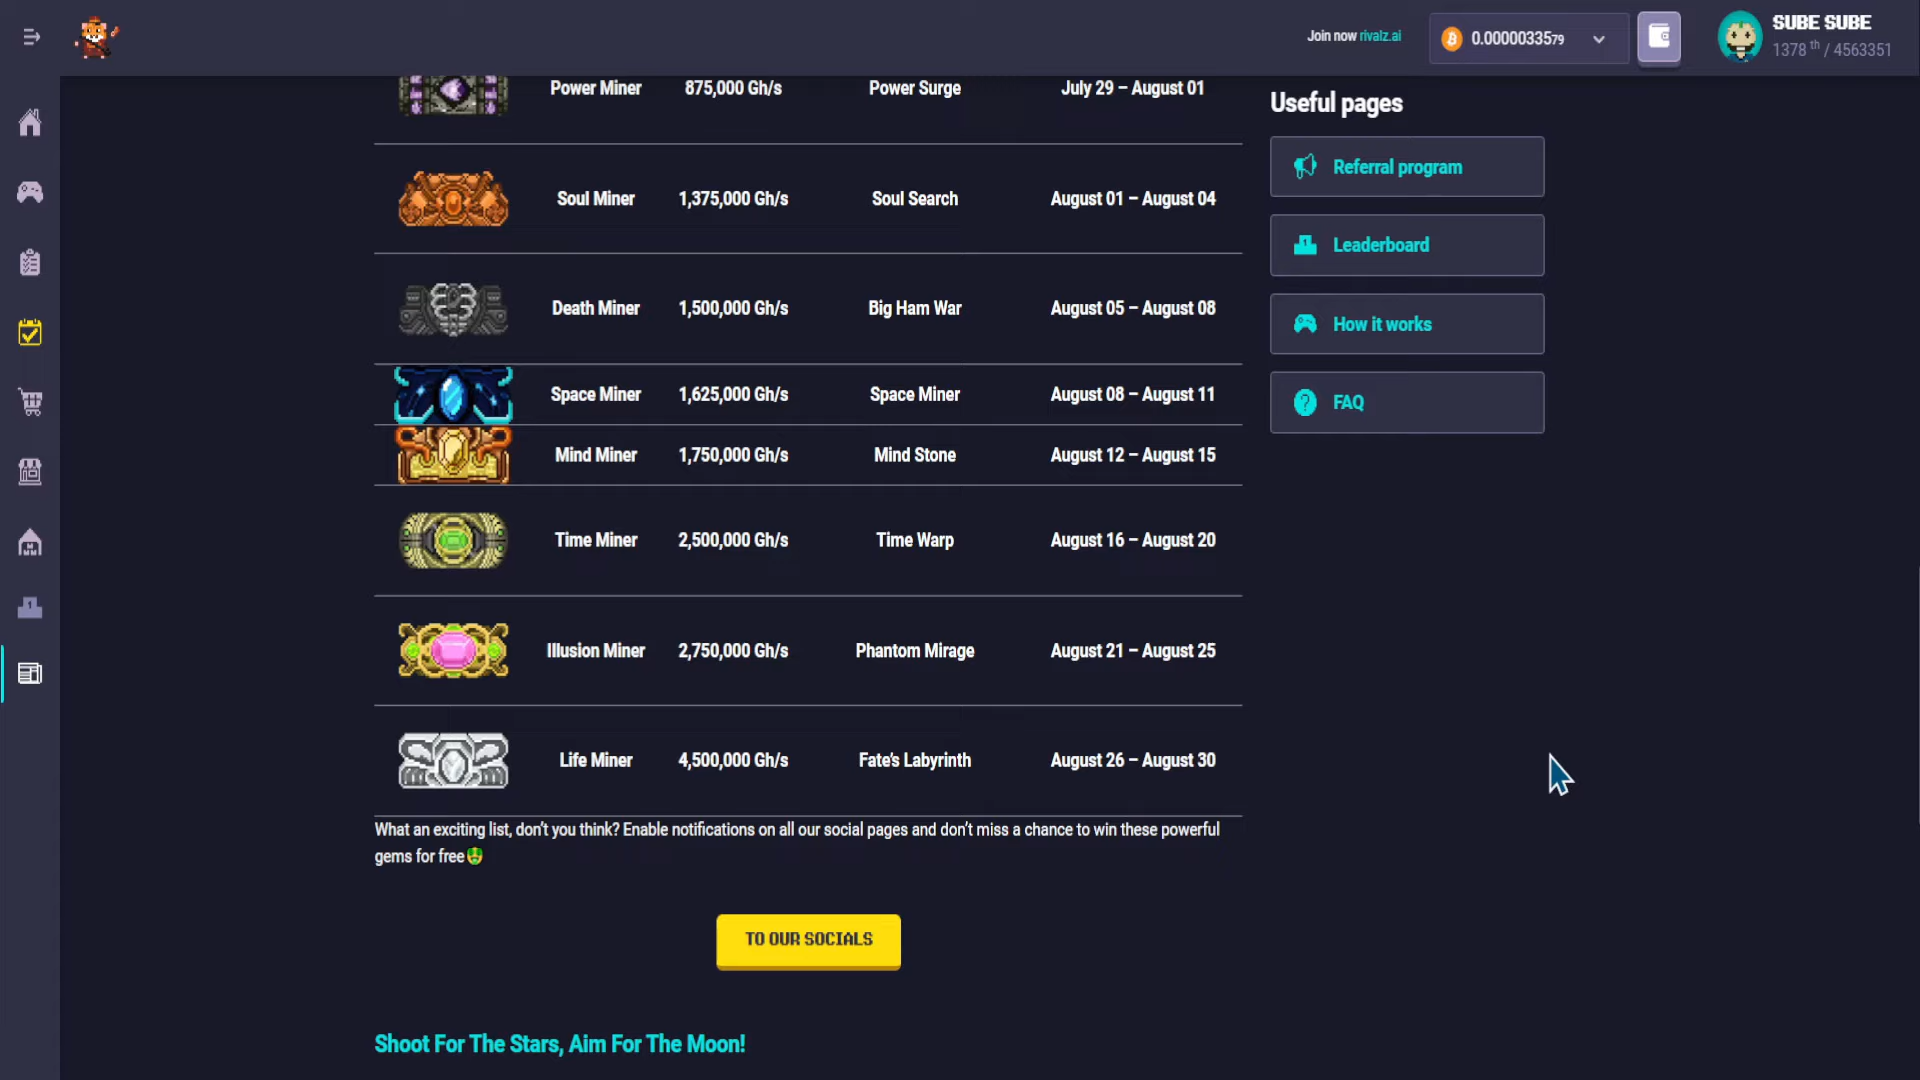 Join now rivalz.ai
0.0000033579
SUBE SUBE
1378 th / 4563351
Power Miner 875,000 Gh/s Power Surge July 29 – August 01
Soul Miner 1,375,000 Gh/s Soul Search August 01 – August 04
Death Miner 1,500,000 Gh/s Big Ham War August 05 – August 08
Space Miner 1,625,000 Gh/s Space Miner August 08 – August 11
Mind Miner 1,750,000 Gh/s Mind Stone August 12 – August 15
Time Miner 2,500,000 Gh/s Time Warp August 16 – August 20
Illusion Miner 2,750,000 Gh/s Phantom Mirage August 21 – August 25
Life Miner 4,500,000 Gh/s Fate's Labyrinth August 26 – August 30
What an exciting list, don't you think? Enable notifications on all our social pages and don't miss a chance to win these powerful
gems for free
TO OUR SOCIALS
Shoot For The Stars, Aim For The Moon!
Useful pages
Referral program
Leaderboard
How it works
FAQ